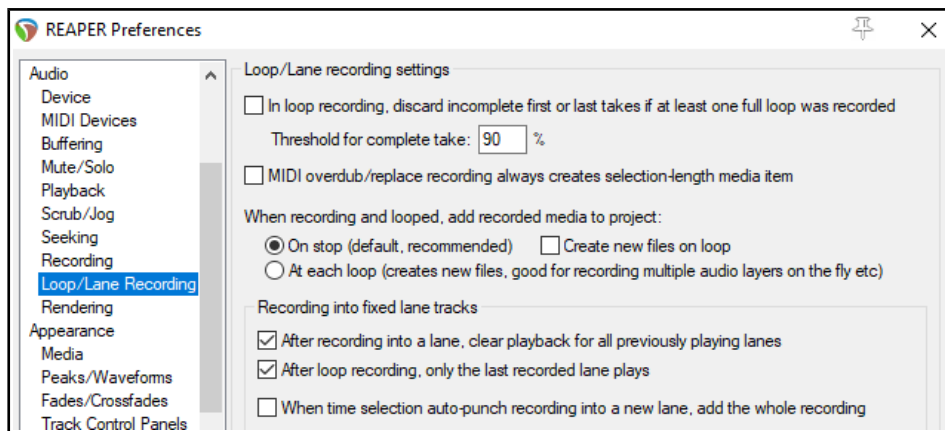 REAPER Preferences
Audio
Device
MIDI Devices
Buffering
Mute/Solo
Playback
Scrub/Jog
Seeking
Recording
Loop/Lane Recording
Rendering
Appearance
Media
Peaks/Waveforms
Fades/Crossfades
Track Control Panels
Loop/Lane recording settings
In loop recording, discard incomplete first or last takes if at least one full loop was recorded
Threshold for complete take: 90 %
MIDI overdub/replace recording always creates selection-length media item
When recording and looped, add recorded media to project:
On stop (default, recommended) Create new files on loop
At each loop (creates new files, good for recording multiple audio layers on the fly etc)
Recording into fixed lane tracks
After recording into a lane, clear playback for all previously playing lanes
After loop recording, only the last recorded lane plays
When time selection auto-punch recording into a new lane, add the whole recording